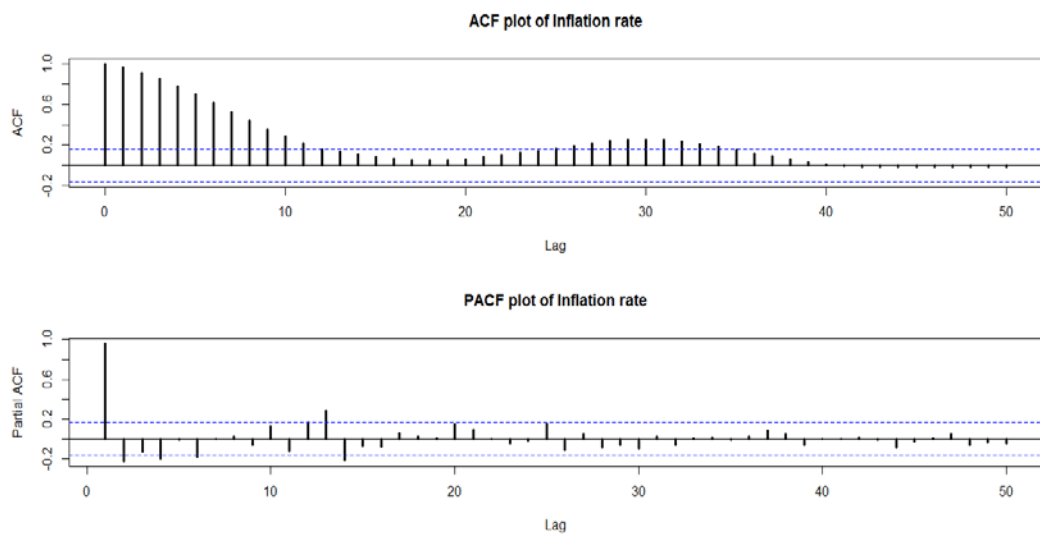 ACF plot of Inflation rate
ACF
1.0
0.6
0.2
-0.2
0 10 20 30 40 50
Lag
PACF plot of Inflation rate
Partial ACF
1.0
0.6
0.2
-0.2
0 10 20 30 40 50
Lag